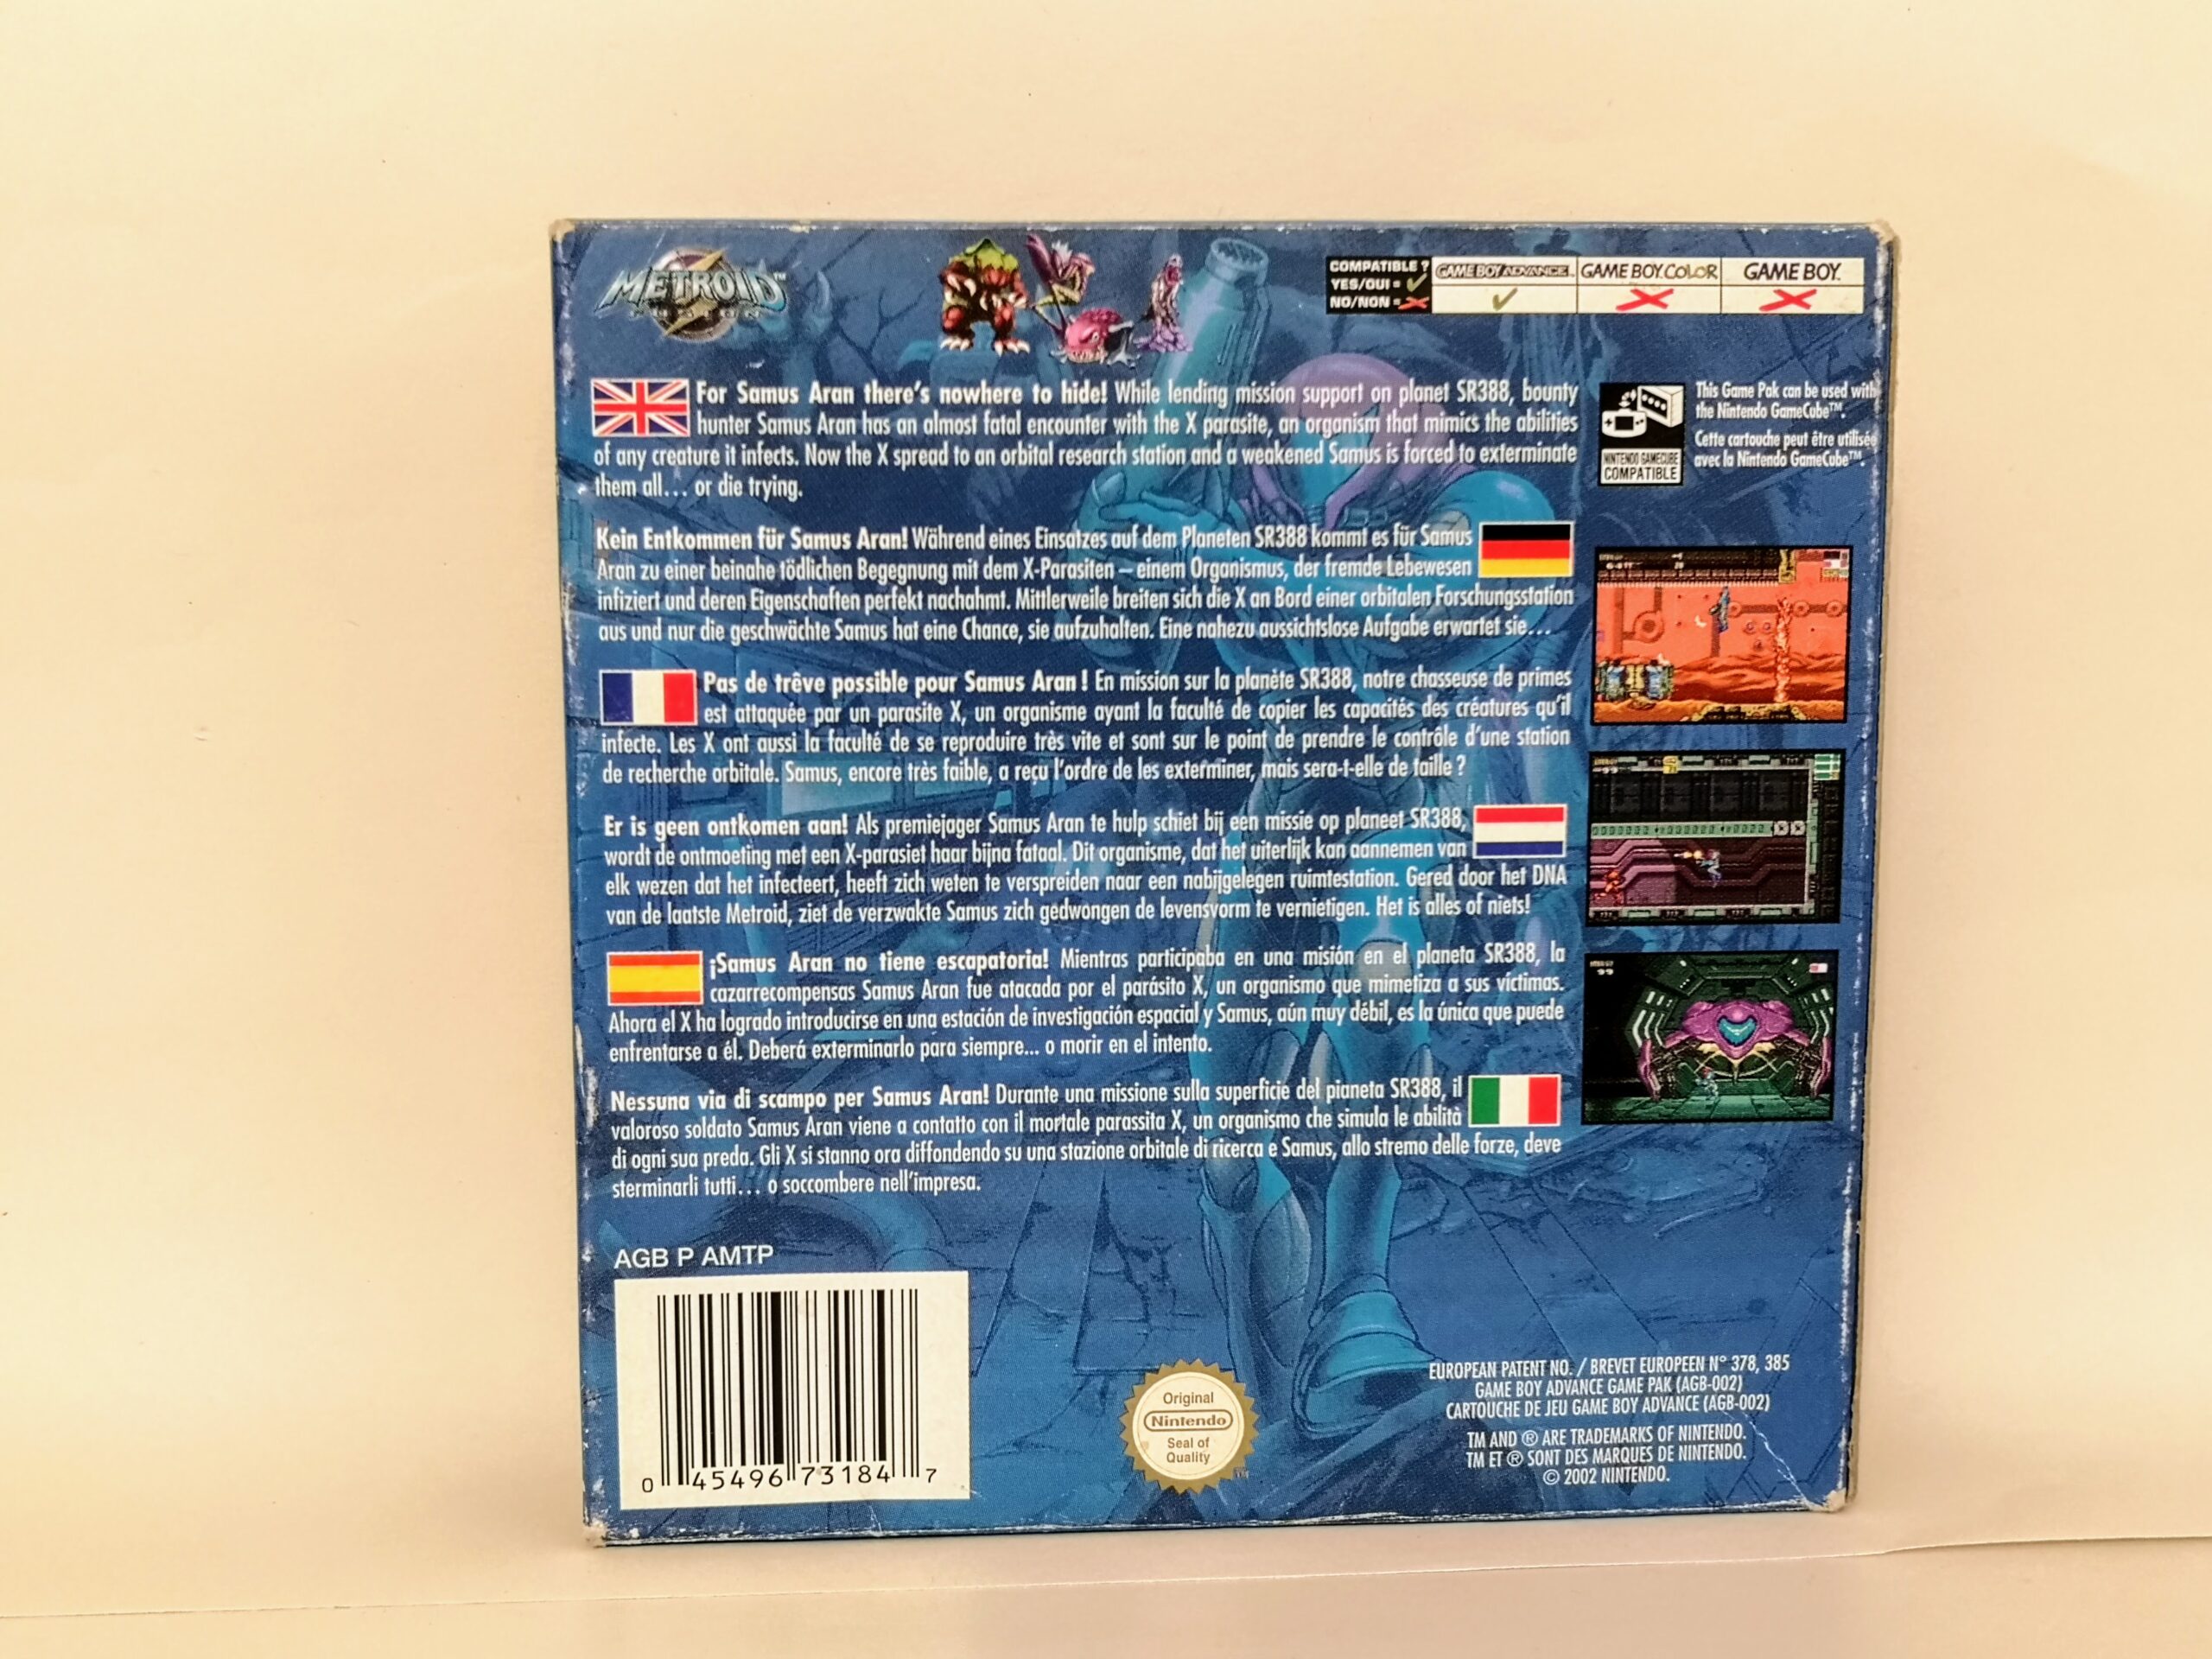 METROID™
COMPATIBLE ?
YES/OUI = ✓
NO/NON = ✗
GAME BOY ADVANCE™
GAME BOY COLOR
GAME BOY™
For Samus Aran there's nowhere to hide! While lending mission support on planet SR388, bounty
hunter Samus Aran has an almost fatal encounter with the X parasite, an organism that mimics the abilities
of any creature it infects. Now the X spread to an orbital research station and a weakened Samus is forced to exterminate
them all… or die trying.
This Game Pak can be used with
the Nintendo GameCube™.
Cette cartouche peut être utilisée
avec la Nintendo GameCube™.
NINTENDO GAMECUBE
COMPATIBLE
Kein Entkommen für Samus Aran! Während eines Einsatzes auf dem Planeten SR388 kommt es für Samus
Aran zu einer beinahe tödlichen Begegnung mit dem X-Parasiten – einem Organismus, der fremde Lebewesen
infiziert und deren Eigenschaften perfekt nachahmt. Mittlerweile breiten sich die X an Bord einer orbitalen Forschungsstation
aus und nur die geschwächte Samus hat eine Chance, sie aufzuhalten. Eine nahezu aussichtslose Aufgabe erwartet sie…
Pas de trêve possible pour Samus Aran ! En mission sur la planète SR388, notre chasseuse de primes
est attaquée par un parasite X, un organisme ayant la faculté de copier les capacités des créatures qu'il
infecte. Les X ont aussi la faculté de se reproduire très vite et sont sur le point de prendre le contrôle d'une station
de recherche orbitale. Samus, encore très faible, a reçu l'ordre de les exterminer, mais sera-t-elle de taille ?
Er is geen ontkomen aan! Als premiejager Samus Aran te hulp schiet bij een missie op planeet SR388,
wordt de ontmoeting met een X-parasiet haar bijna fataal. Dit organisme, dat het uiterlijk kan aannemen van
elk wezen dat het infecteert, heeft zich weten te verspreiden naar een nabijgelegen ruimtestation. Gered door het DNA
van de laatste Metroid, ziet de verzwakte Samus zich gedwongen de levensvorm te vernietigen. Het is alles of niets!
¡Samus Aran no tiene escapatoria! Mientras participaba en una misión en el planeta SR388, la
cazarrecompensas Samus Aran fue atacada por el parásito X, un organismo que mimetiza a sus víctimas.
Ahora el X ha logrado introducirse en una estación de investigación espacial y Samus, aún muy débil, es la única que puede
enfrentarse a él. Deberá exterminarlo para siempre... o morir en el intento.
Nessuna via di scampo per Samus Aran! Durante una missione sulla superficie del pianeta SR388, il
valoroso soldato Samus Aran viene a contatto con il mortale parassita X, un organismo che simula le abilità
di ogni sua preda. Gli X si stanno ora diffondendo su una stazione orbitale di ricerca e Samus, allo stremo delle forze, deve
sterminarli tutti… o soccombere nell'impresa.
AGB P AMTP
0 45496 73184 7
Original
Nintendo
Seal of
Quality
EUROPEAN PATENT NO. / BREVET EUROPEEN N° 378, 385
GAME BOY ADVANCE GAME PAK (AGB-002)
CARTOUCHE DE JEU GAME BOY ADVANCE (AGB-002)
TM AND ® ARE TRADEMARKS OF NINTENDO.
TM ET ® SONT DES MARQUES DE NINTENDO.
© 2002 NINTENDO.